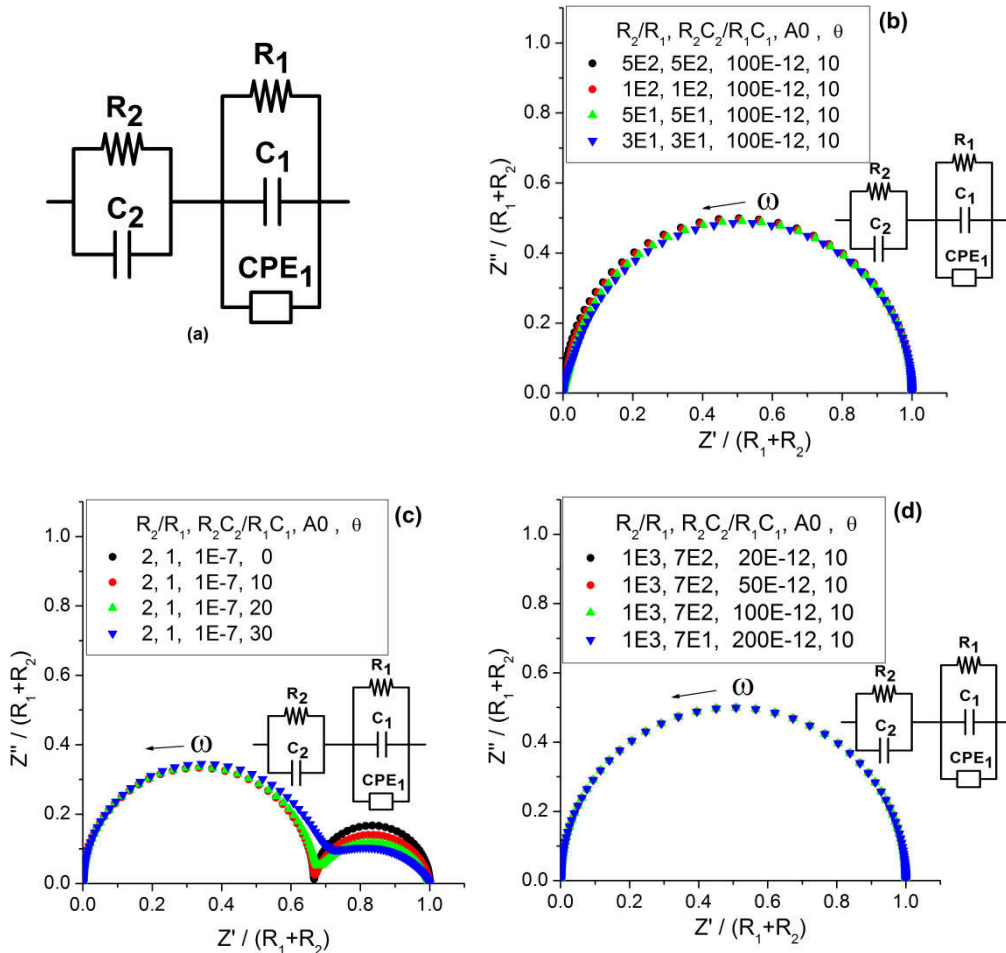 R1
R2
C1
C2
CPE1
(a)
(b)
R2/R1, R2C2/R1C1, A0 , θ
5E2, 5E2, 100E-12, 10
1E2, 1E2, 100E-12, 10
5E1, 5E1, 100E-12, 10
3E1, 3E1, 100E-12, 10
1.0
0.8
0.6
0.4
0.2
0.0
Z'' / (R1+R2)
ω
R1
R2
C1
C2
CPE1
0.0 0.2 0.4 0.6 0.8 1.0
Z' / (R1+R2)
(c)
R2/R1, R2C2/R1C1, A0 , θ
2, 1, 1E-7, 0
2, 1, 1E-7, 10
2, 1, 1E-7, 20
2, 1, 1E-7, 30
1.0
0.8
0.6
0.4
0.2
0.0
Z'' / (R1+R2)
ω
R1
R2
C1
C2
CPE1
0.0 0.2 0.4 0.6 0.8 1.0
Z' / (R1+R2)
(d)
R2/R1, R2C2/R1C1, A0 , θ
1E3, 7E2, 20E-12, 10
1E3, 7E2, 50E-12, 10
1E3, 7E2, 100E-12, 10
1E3, 7E1, 200E-12, 10
1.0
0.8
0.6
0.4
0.2
0.0
Z'' / (R1+R2)
ω
R1
R2
C1
C2
CPE1
0.0 0.2 0.4 0.6 0.8 1.0
Z' / (R1+R2)